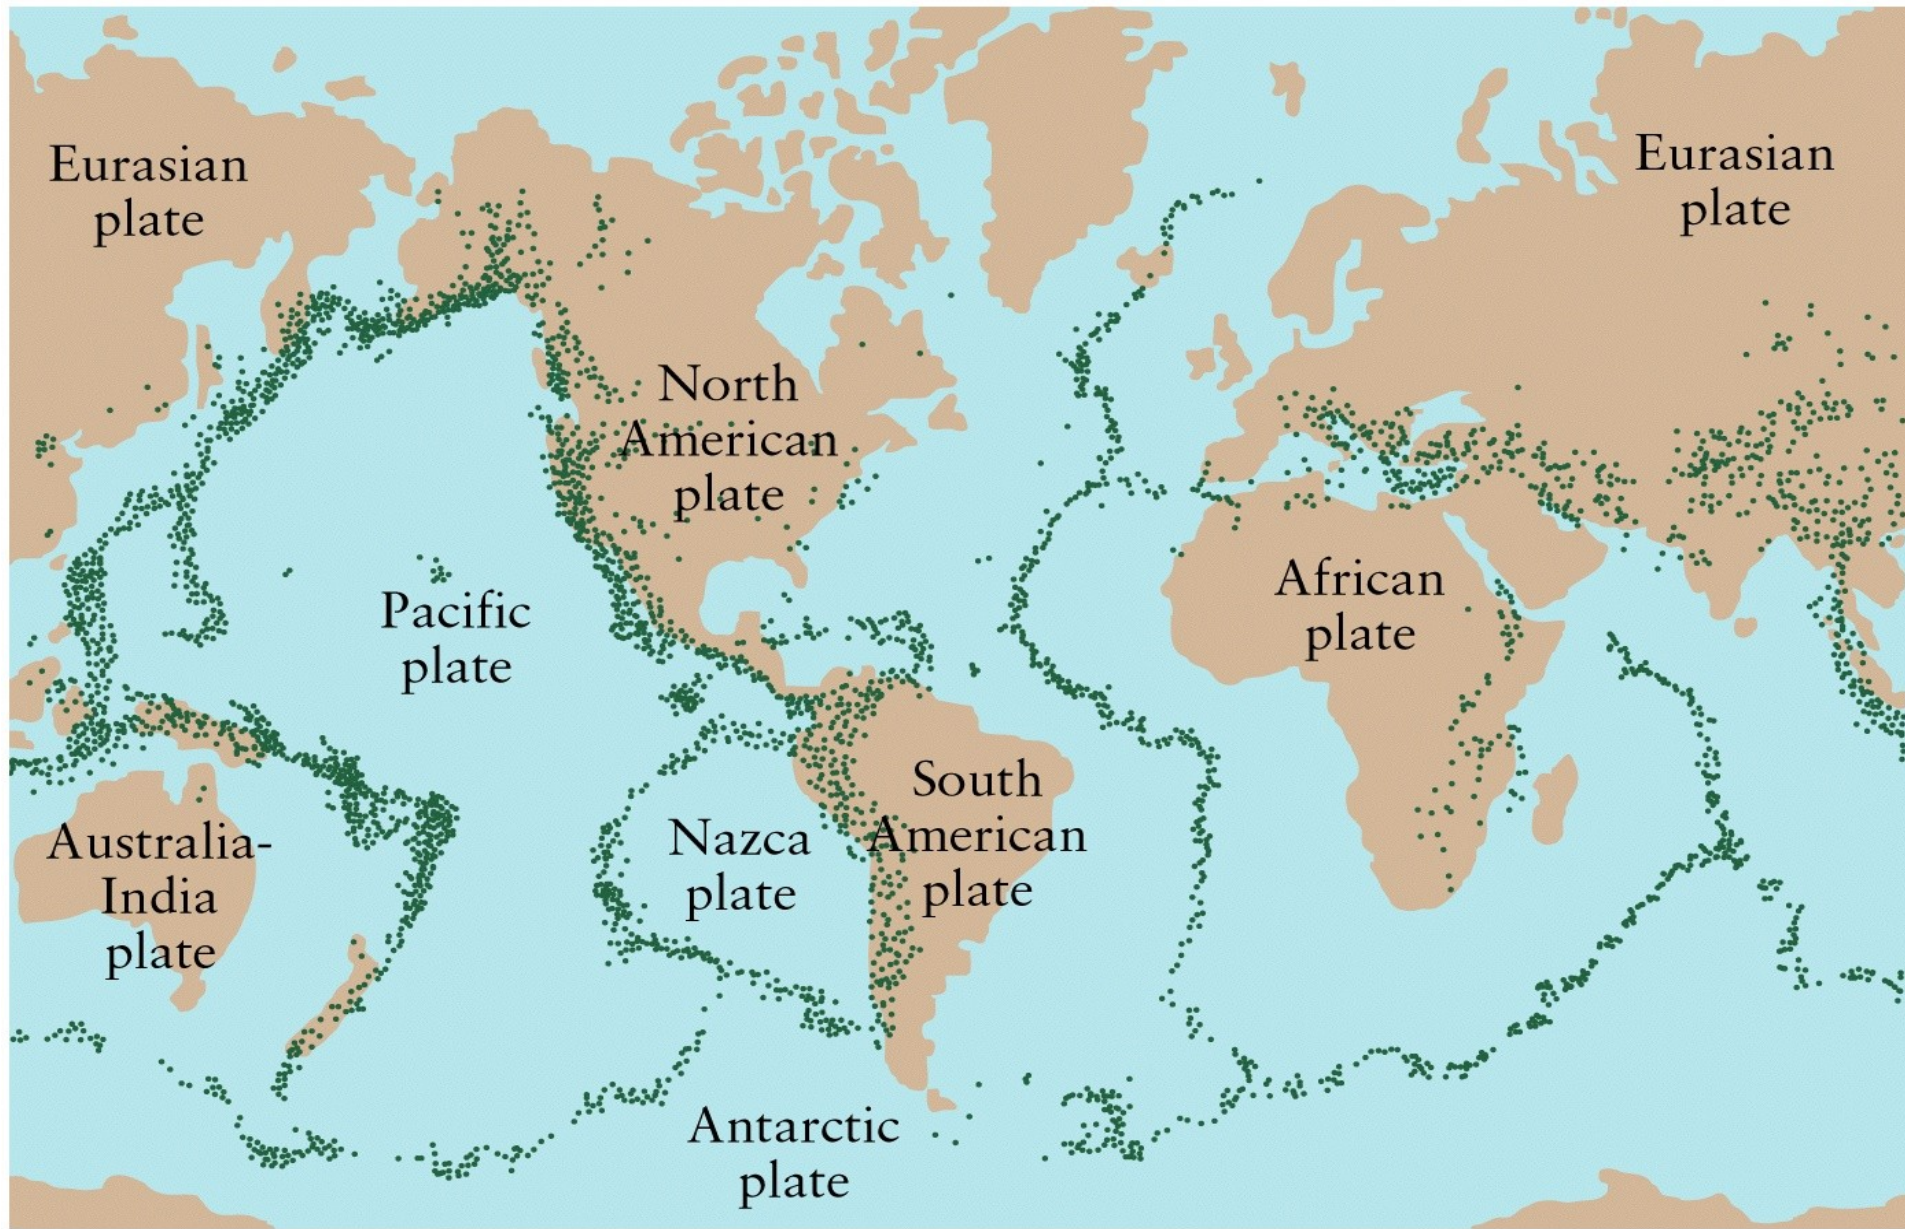 Eurasian
plate
Eurasian
plate
North
American
plate
Pacific
plate
African
plate
South
American
plate
Nazca
plate
Australia-
India
plate
Antarctic
plate